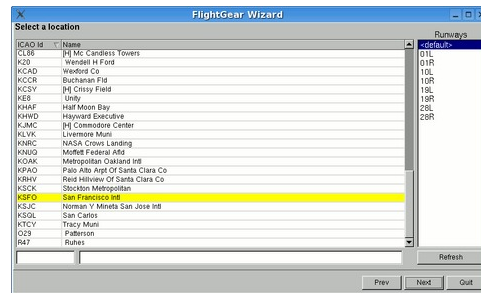 FlightGear Wizard
Select a location
Runways
ICAO Id Name
CL86 [H] Mc Candless Towers
KZ0 Wendell H Ford
KCAD Wexford Co
KCCR Buchanan Fld
KCSY [H] Crissy Field
KE8 Unity
KHAF Half Moon Bay
KHWD Hayward Executive
KJMC [H] Commodore Center
KLVK Livermore Muni
KNRC NASA Crows Landing
KNUQ Moffett Federal Afld
KOAK Metropolitan Oakland Intl
KPAO Palo Alto Arpt Of Santa Clara Co
KRHV Reid Hillview Of Santa Clara Co
KSCK Stockton Metropolitan
KSFO San Francisco Intl
KSJC Norman Y Mineta San Jose Intl
KSQL San Carlos
KTCY Tracy Muni
O29 Patterson
R47 Ruhes
<default>
01L
01R
10L
10R
19L
19R
28L
28R
Refresh
Prev Next Quit